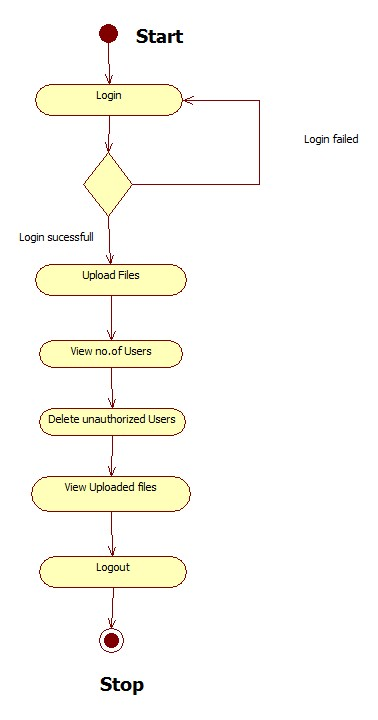 Start
Login
Login failed
Login sucessfull
Upload Files
View no.of Users
Delete unauthorized Users
View Uploaded files
Logout
Stop